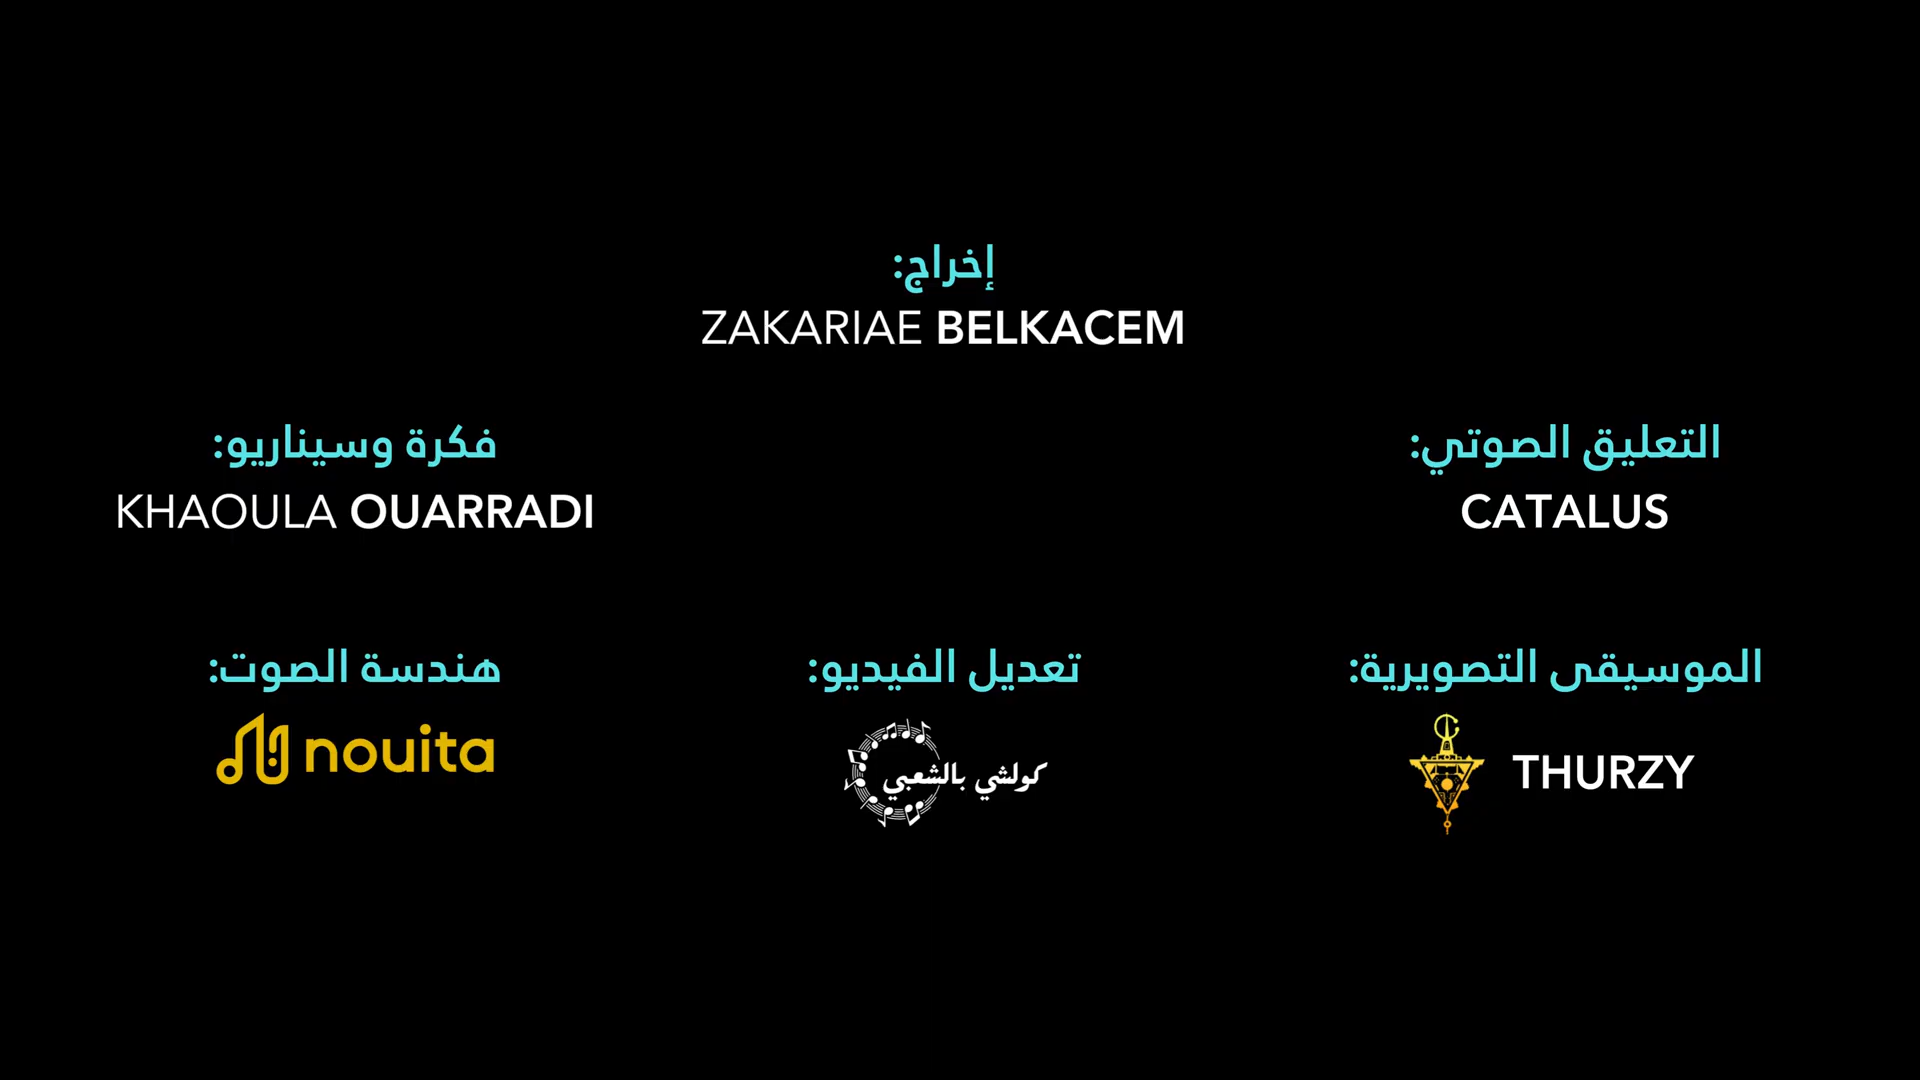 إخراج:
ZAKARIAE BELKACEM
التعليق الصوتي:
CATALUS
فكرة وسيناريو:
KHAOULA OUARRADI
الموسيقى التصويرية:
THURZY
تعديل الفيديو:
كولشي بالشعبي
هندسة الصوت:
nouita